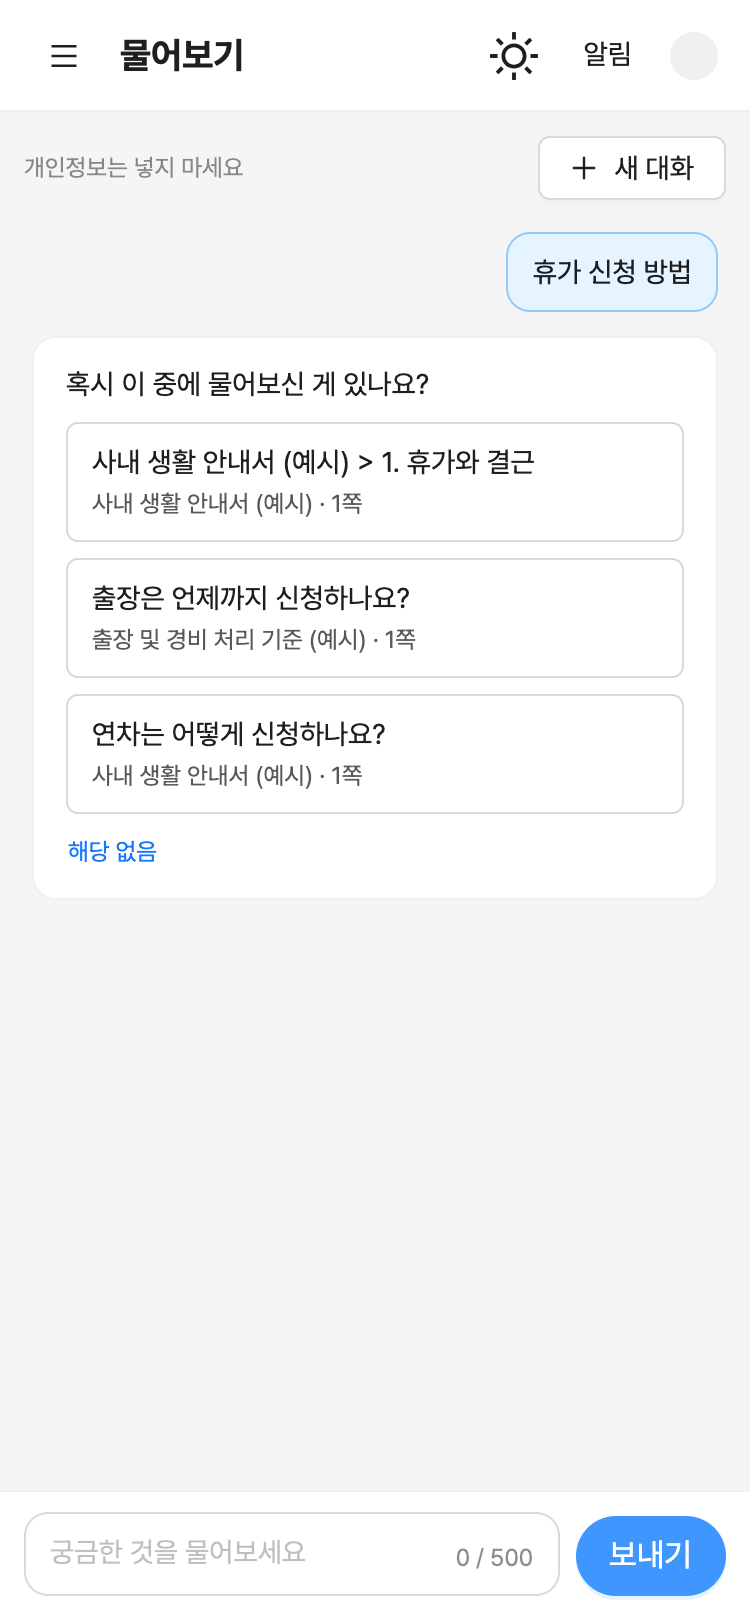 물어보기
알림
개인정보는 넣지 마세요
+ 새 대화
휴가 신청 방법
혹시 이 중에 물어보신 게 있나요?
사내 생활 안내서 (예시) > 1. 휴가와 결근
사내 생활 안내서 (예시) · 1쪽
출장은 언제까지 신청하나요?
출장 및 경비 처리 기준 (예시) · 1쪽
연차는 어떻게 신청하나요?
사내 생활 안내서 (예시) · 1쪽
해당 없음
궁금한 것을 물어보세요
0 / 500
보내기